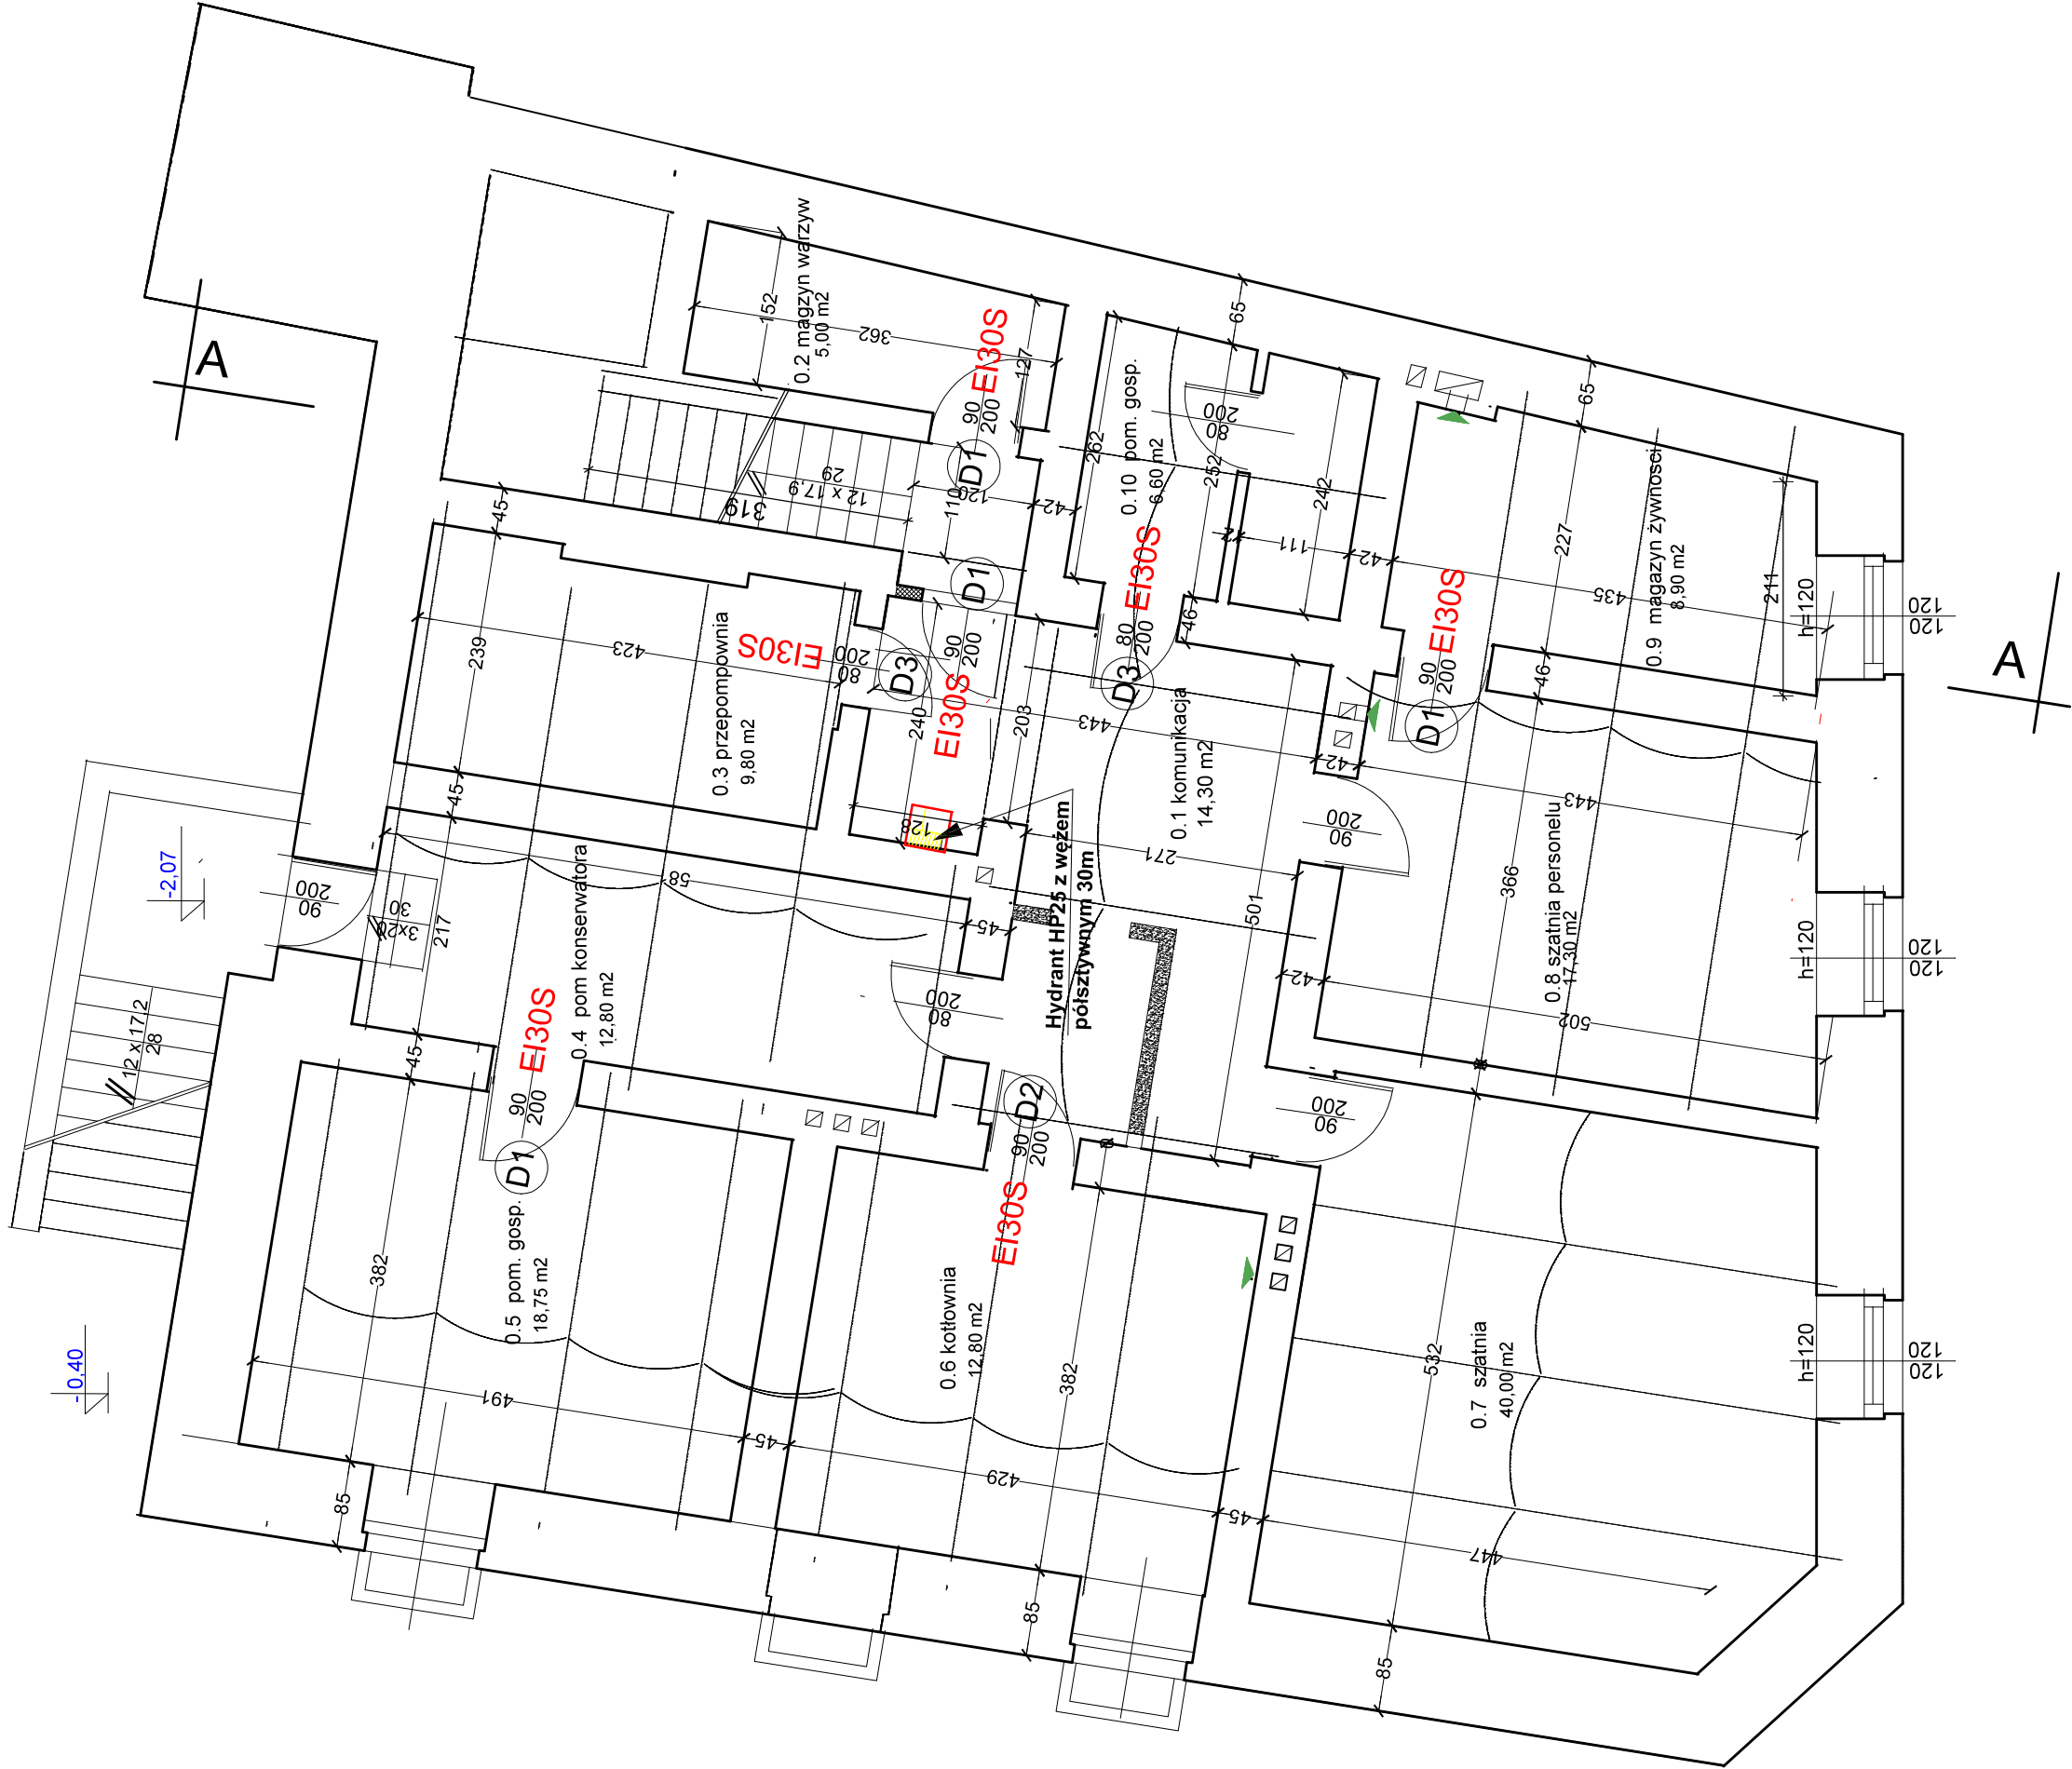 A
A
0.2 magzyn warzyw
5,00 m2
152
362
127
EI30S
90
200
D1
65
65
12 x 17,9
29
319
110
120
42
262
0.10 pom. gosp.
6,60 m2
252
200
80
242
12
111
42
227
435
0.9 magazyn żywnosci
8,90 m2
211
h=120
120
120
45
239
423
0.3 przepompownia
9,80 m2
EI30S
200
80
D3
D1
90
200
EI30S
240
203
128
443
D3
80
200
EI30S
46
0.1 komunikacja
14,30 m2
EI30S
90
200
D1
46
42
443
200
90
271
501
366
0.8 szatnia personelu
17,30 m2
502
h=120
120
120
42
45
58
45
Hydrant HP25 z wężem
półsztywnym 30m
-2,07
200
90
3x20
30
217
0.4 pom konserwatora
12,80 m2
200
80
12 x 17,2
28
45
EI30S
90
200
D1
D2
90
200
EI30S
200
90
-0,40
382
0.5 pom. gosp.
18,75 m2
491
45
85
0.6 kotłownia
12,80 m2
382
429
45
85
532
0.7 szatnia
40,00 m2
447
85
h=120
120
120